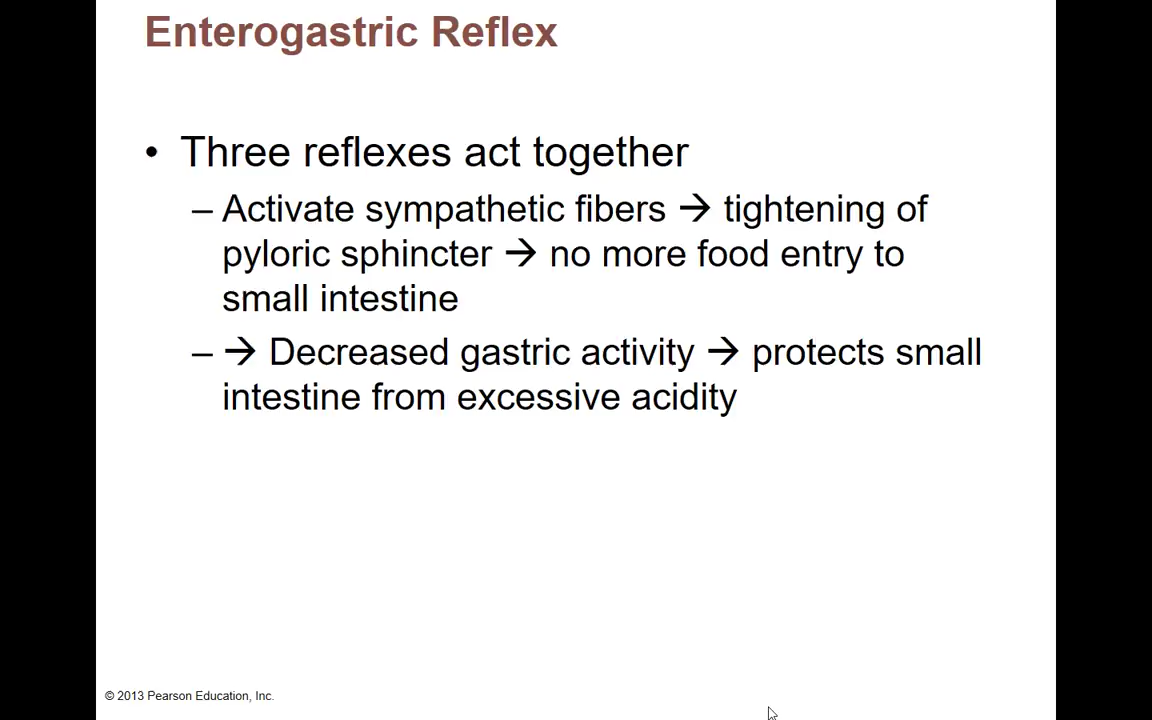 Enterogastric Reflex
• Three reflexes act together
– Activate sympathetic fibers → tightening of
pyloric sphincter → no more food entry to
small intestine
– → Decreased gastric activity → protects small
intestine from excessive acidity
© 2013 Pearson Education, Inc.